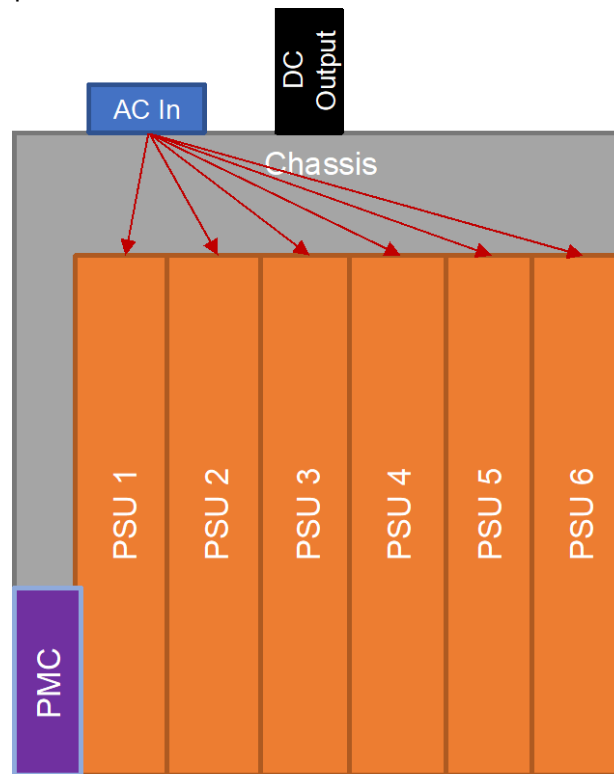 DC
Output
AC In
Chassis
PSU 1
PSU 2
PSU 3
PSU 4
PSU 5
PSU 6
PMC